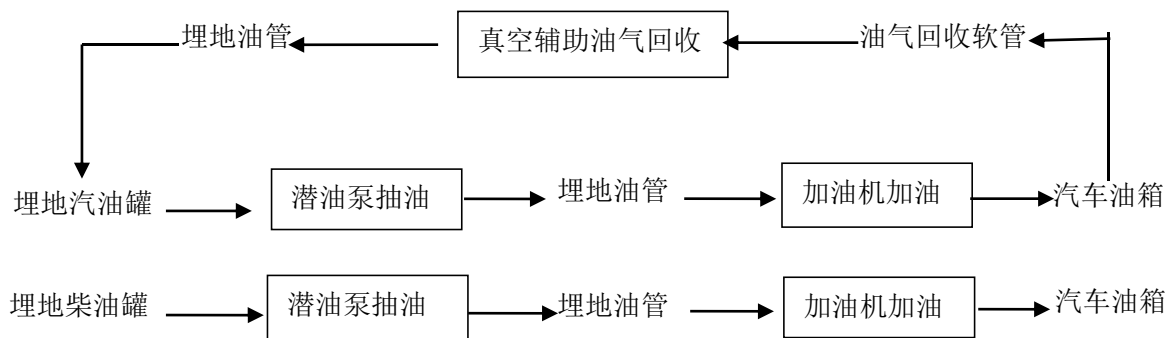 埋地油管 真空辅助油气回收 油气回收软管
埋地汽油罐 潜油泵抽油 埋地油管 加油机加油 汽车油箱
埋地柴油罐 潜油泵抽油 埋地油管 加油机加油 汽车油箱